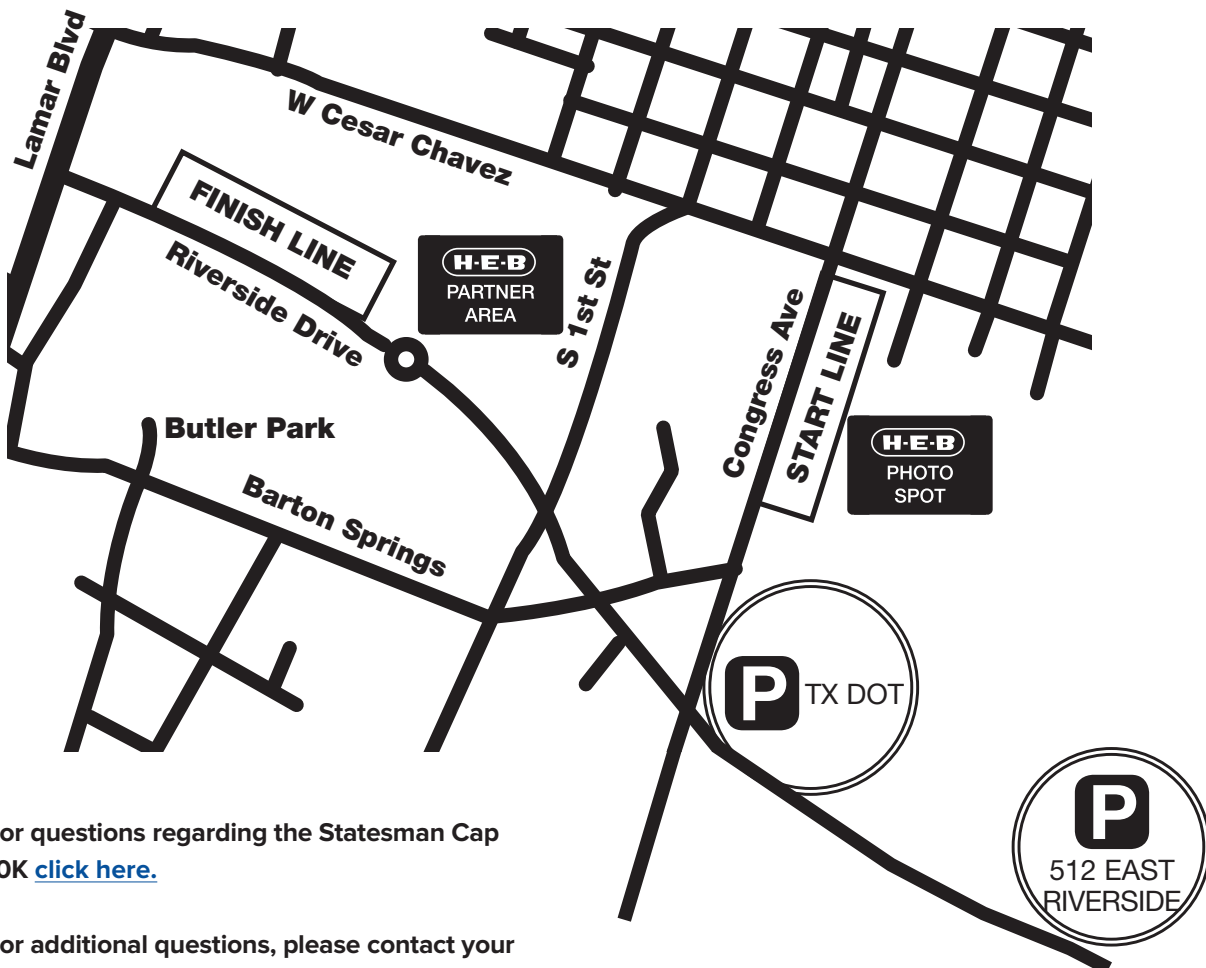 Lamar Blvd
W Cesar Chavez
FINISH LINE
Riverside Drive
H-E-B
PARTNER
AREA
S 1st St
Congress Ave
START LINE
H-E-B
PHOTO
SPOT
Butler Park
Barton Springs
P TX DOT
P
512 EAST
RIVERSIDE
or questions regarding the Statesman Cap
0K click here.
or additional questions, please contact your